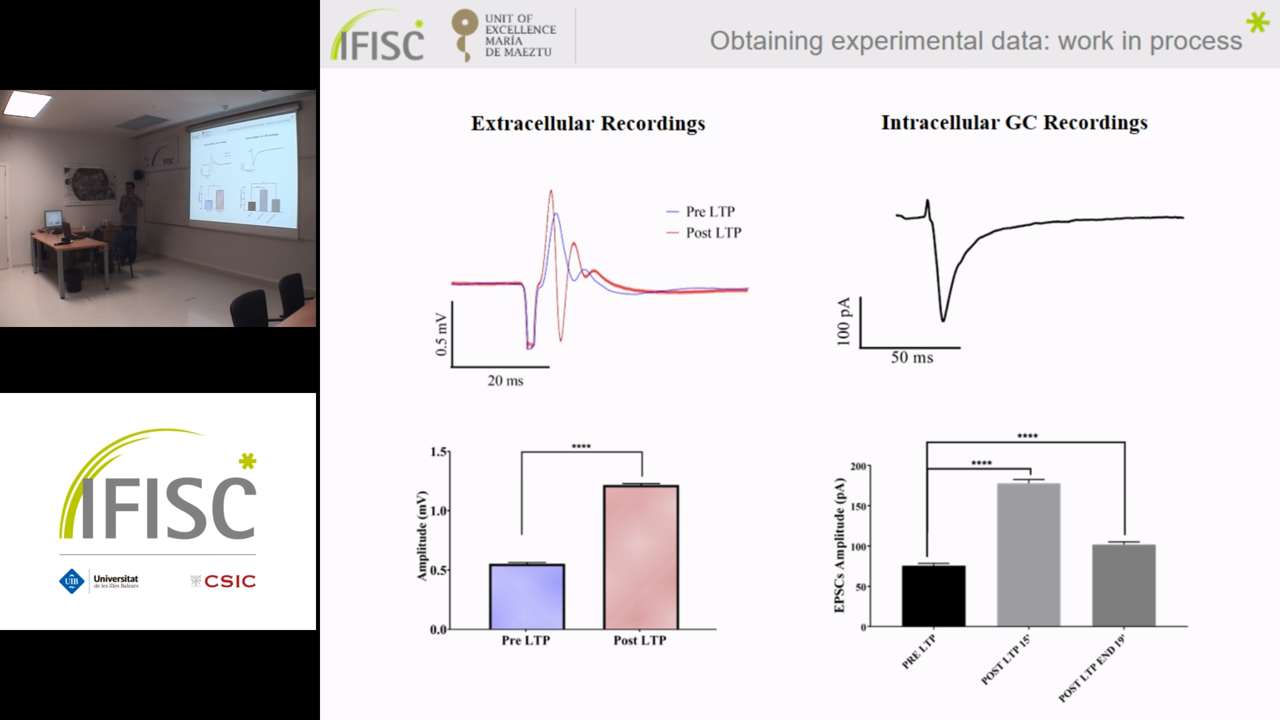 IFISC
UNIT OF
EXCELLENCE
MARÍA
DE MAEZTU
Obtaining experimental data: work in process
Extracellular Recordings
Pre LTP
Post LTP
0.5 mV
20 ms
Intracellular GC Recordings
100 pA
50 ms
****
1.5
1.0
0.5
0.0
Amplitude (mV)
Pre LTP
Post LTP
****
****
200
150
100
50
0
EPSCs Amplitude (pA)
PRE LTP
POST LTP 15'
POST LTP END 19'
IFISC
UIB
Universitat
de les Illes Balears
CSIC